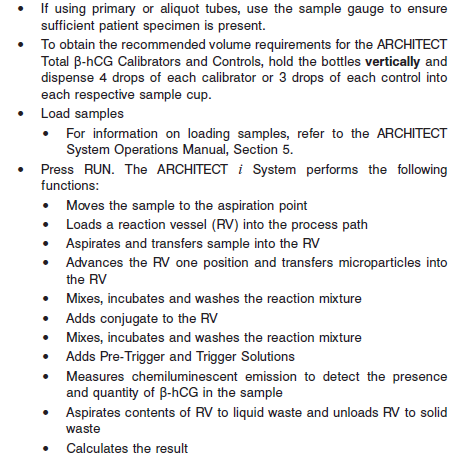 • If using primary or aliquot tubes, use the sample gauge to ensure
sufficient patient specimen is present.
• To obtain the recommended volume requirements for the ARCHITECT
Total β-hCG Calibrators and Controls, hold the bottles vertically and
dispense 4 drops of each calibrator or 3 drops of each control into
each respective sample cup.
• Load samples
• For information on loading samples, refer to the ARCHITECT
System Operations Manual, Section 5.
• Press RUN. The ARCHITECT i System performs the following
functions:
• Moves the sample to the aspiration point
• Loads a reaction vessel (RV) into the process path
• Aspirates and transfers sample into the RV
• Advances the RV one position and transfers microparticles into
the RV
• Mixes, incubates and washes the reaction mixture
• Adds conjugate to the RV
• Mixes, incubates and washes the reaction mixture
• Adds Pre-Trigger and Trigger Solutions
• Measures chemiluminescent emission to detect the presence
and quantity of β-hCG in the sample
• Aspirates contents of RV to liquid waste and unloads RV to solid
waste
• Calculates the result